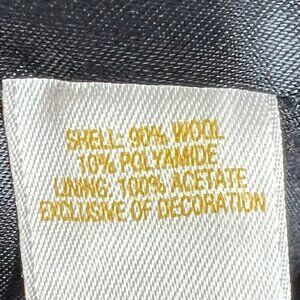 SHELL: 90% WOOL
10% POLYAMIDE
LINING: 100% ACETATE
EXCLUSIVE OF DECORATION